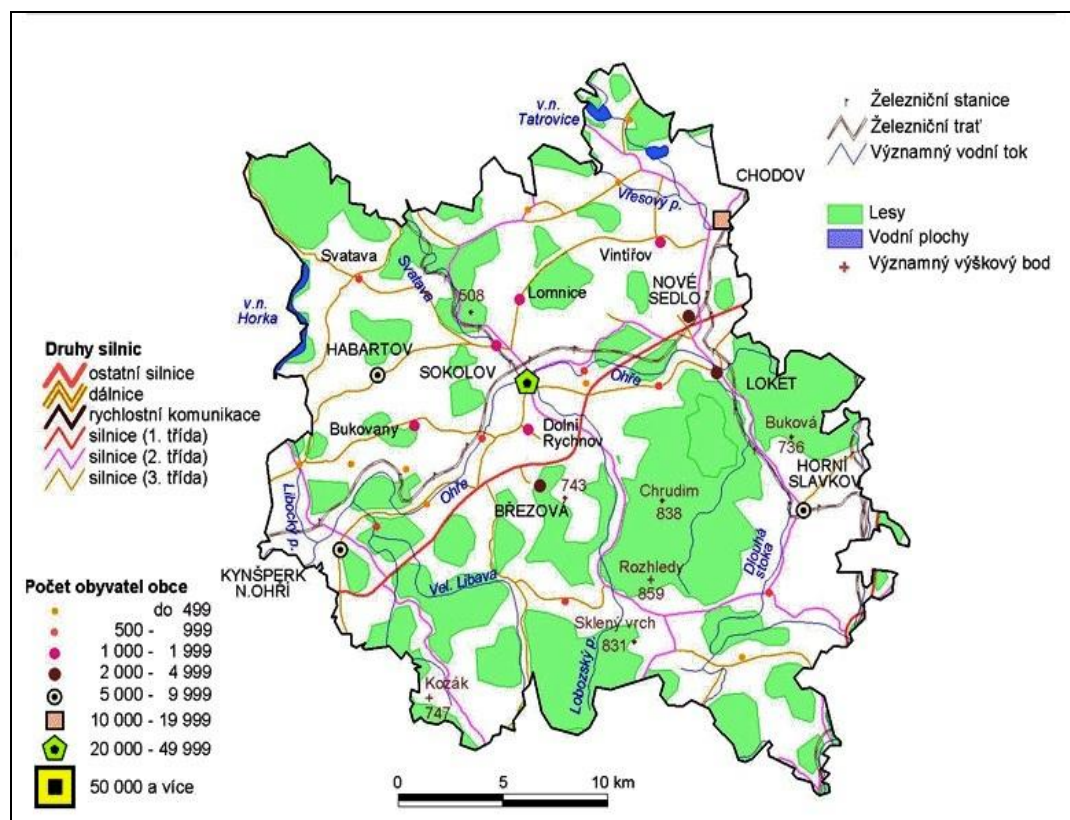 v.n.
Tatrovice
Železniční stanice
Železniční trať
Významný vodní tok
CHODOV
Vřesový p.
Lesy
Vodní plochy
Významný výškový bod
Svatava
Svatava
Vintířov
NOVÉ
SEDLO
v.n.
Horka
508
Lomnice
Druhy silnic
ostatní silnice
dálnice
rychlostní komunikace
silnice (1. třída)
silnice (2. třída)
silnice (3. třída)
HABARTOV
SOKOLOV
Ohře
LOKET
Bukovany
Dolni
Rychnov
Buková
736
HORNÍ
SLAVKOV
Libocký p.
Ohře
BŘEZOVÁ
743
Chrudim
838
KYNŠPERK
N.OHŘÍ
Vel. Libava
Rozhledy
859
Dlouhá
stoka
Sklený vrch
831
Lobozský p.
Kozák
747
Počet obyvatel obce
do 499
500 - 999
1 000 - 1 999
2 000 - 4 999
5 000 - 9 999
10 000 - 19 999
20 000 - 49 999
50 000 a více
0 5 10 km